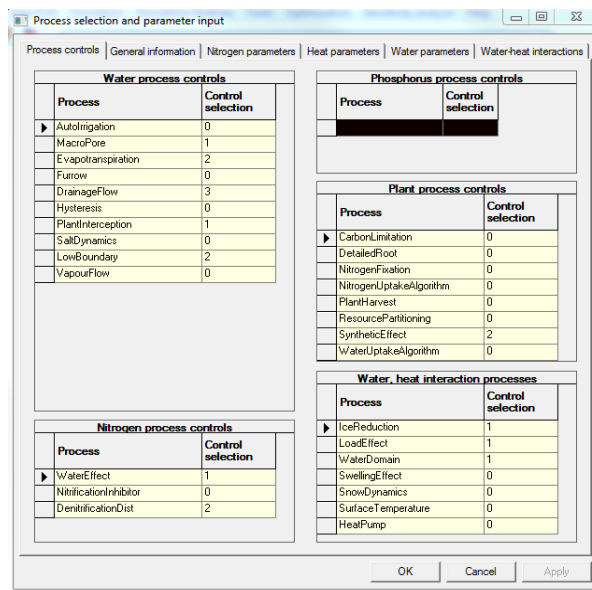 Process selection and parameter input
Process controls General information Nitrogen parameters Heat parameters Water parameters Water-heat interactions
Water process controls
Process Control selection
AutoIrrigation 0
MacroPore 1
Evapotranspiration 2
Furrow 0
DrainageFlow 3
Hysteresis 0
PlantInterception 1
SaltDynamics 0
LowBoundary 2
VapourFlow 0
Nitrogen process controls
Process Control selection
WaterEffect 1
NitrificationInhibitor 0
DenitrificationDist 2
Phosphorus process controls
Process Control selection
Plant process controls
Process Control selection
CarbonLimitation 0
DetailedRoot 0
NitrogenFixation 0
NitrogenUptakeAlgorithm 0
PlantHarvest 0
ResourcePartitioning 0
SyntheticEffect 2
WaterUptakeAlgorithm 0
Water, heat interaction processes
Process Control selection
IceReduction 1
LoadEffect 1
WaterDomain 1
SwellingEffect 0
SnowDynamics 0
SurfaceTemperature 0
HeatPump 0
OK Cancel Apply